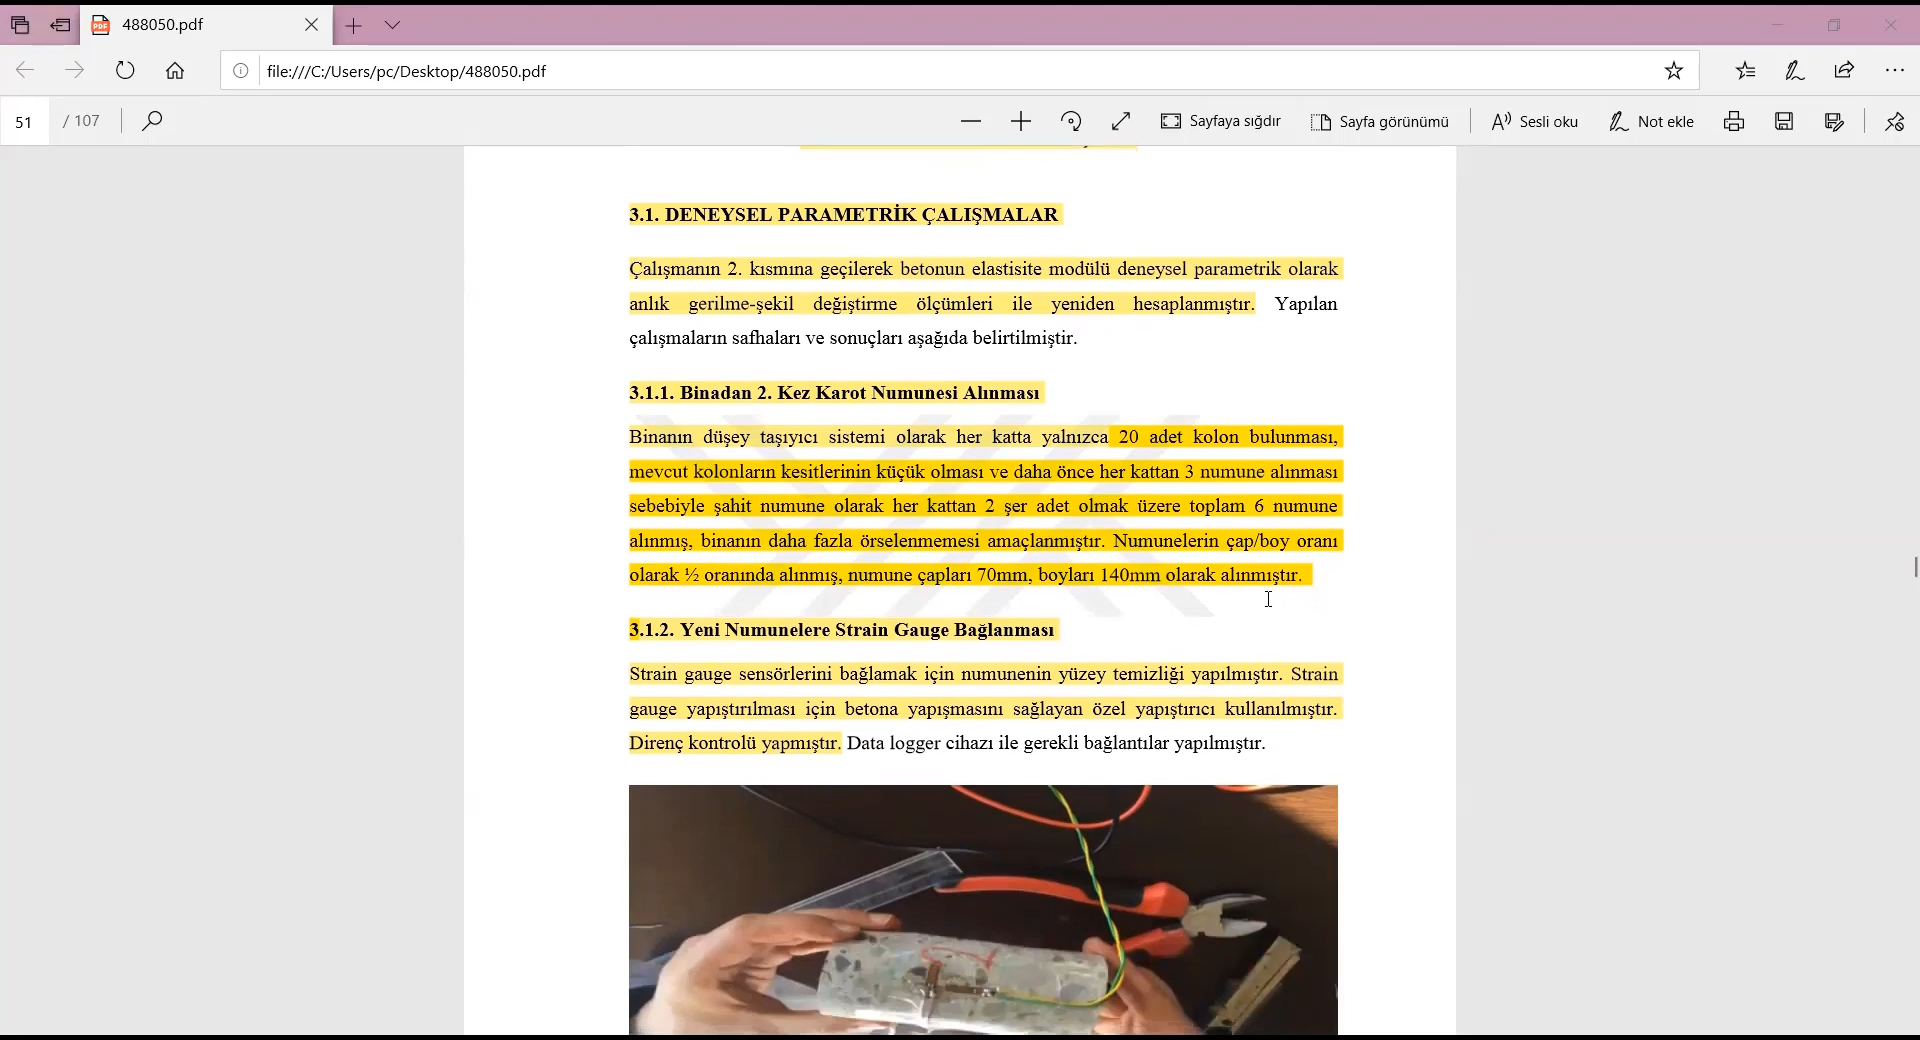 488050.pdf
file:///C:/Users/pc/Desktop/488050.pdf
51 / 107 Sayfaya sığdır Sayfa görünümü Sesli oku Not ekle
3.1. DENEYSEL PARAMETRİK ÇALIŞMALAR
Çalışmanın 2. kısmına geçilerek betonun elastisite modülü deneysel parametrik olarak
anlık gerilme-şekil değiştirme ölçümleri ile yeniden hesaplanmıştır. Yapılan
çalışmaların safhaları ve sonuçları aşağıda belirtilmiştir.
3.1.1. Binadan 2. Kez Karot Numunesi Alınması
Binanın düşey taşıyıcı sistemi olarak her katta yalnızca 20 adet kolon bulunması,
mevcut kolonların kesitlerinin küçük olması ve daha önce her kattan 3 numune alınması
sebebiyle şahit numune olarak her kattan 2 şer adet olmak üzere toplam 6 numune
alınmış, binanın daha fazla örselenmemesi amaçlanmıştır. Numunelerin çap/boy oranı
olarak ½ oranında alınmış, numune çapları 70mm, boyları 140mm olarak alınmıştır.
3.1.2. Yeni Numunelere Strain Gauge Bağlanması
Strain gauge sensörlerini bağlamak için numunenin yüzey temizliği yapılmıştır. Strain
gauge yapıştırılması için betona yapışmasını sağlayan özel yapıştırıcı kullanılmıştır.
Direnç kontrolü yapmıştır. Data logger cihazı ile gerekli bağlantılar yapılmıştır.